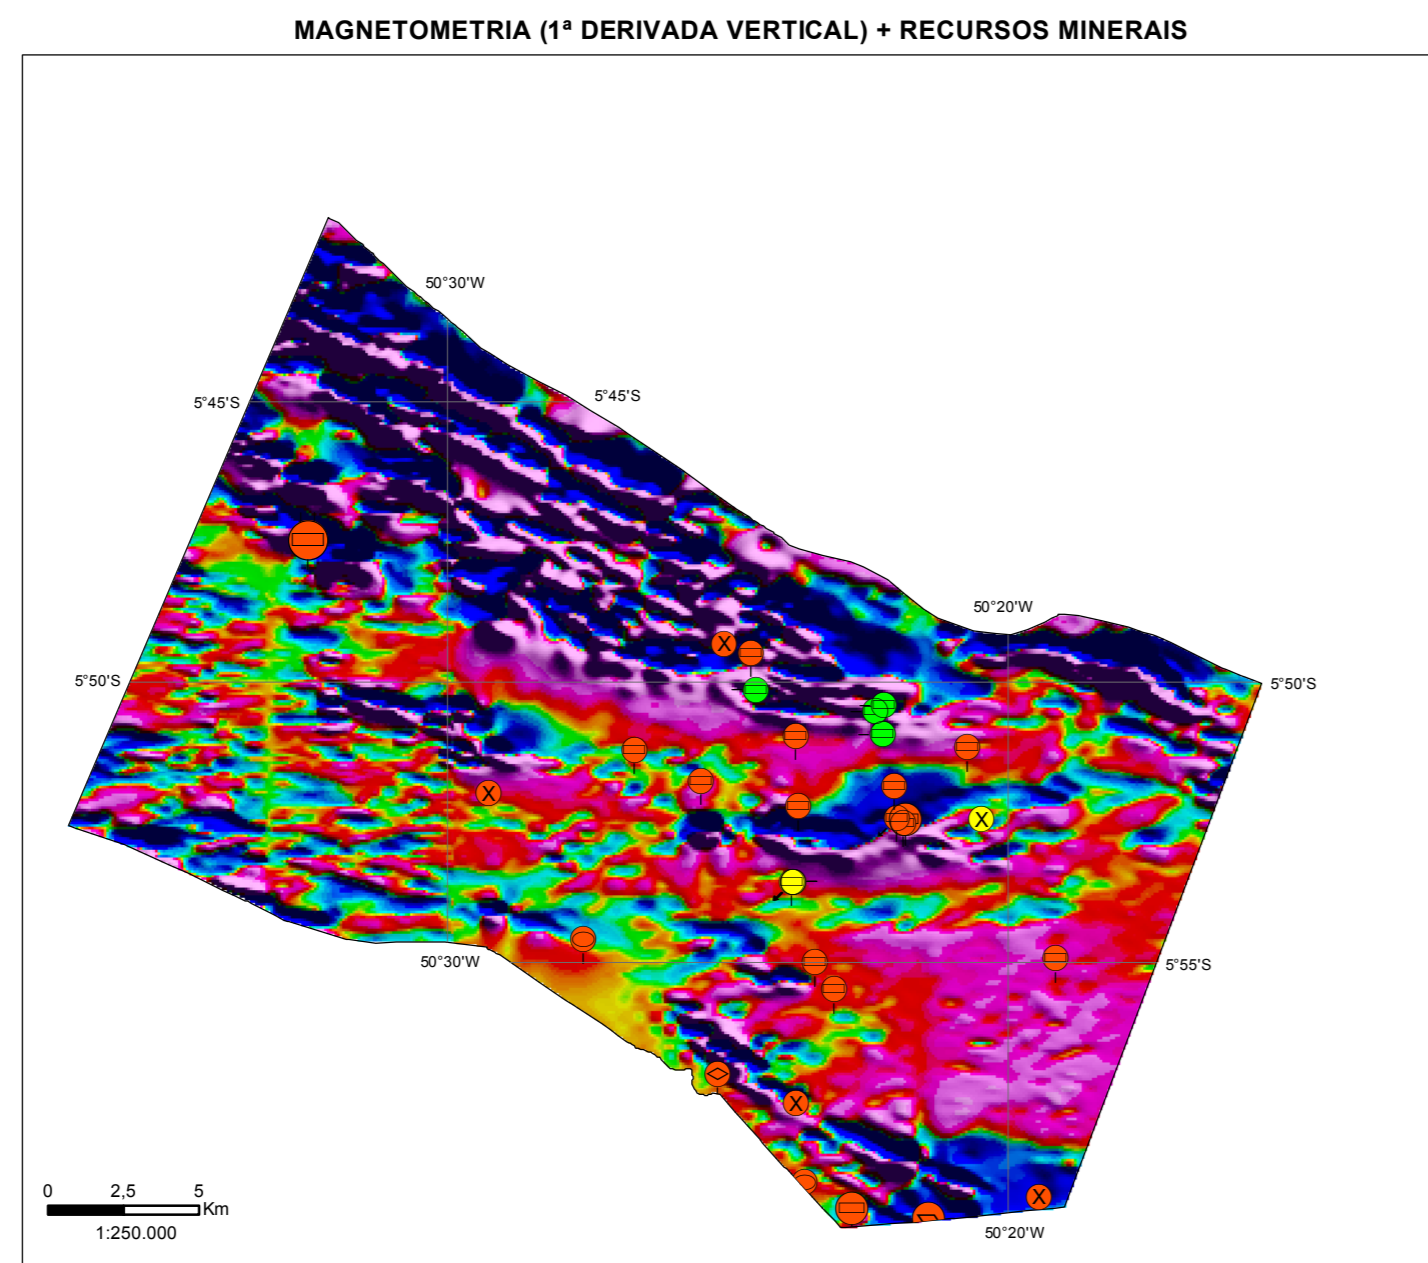 MAGNETOMETRIA (1ª DERIVADA VERTICAL) + RECURSOS MINERAIS
50°30'W
5°45'S
5°45'S
50°20'W
5°50'S
5°50'S
X
X
X
50°30'W
5°55'S
X
X
0 2,5 5
Km
1:250.000
50°20'W